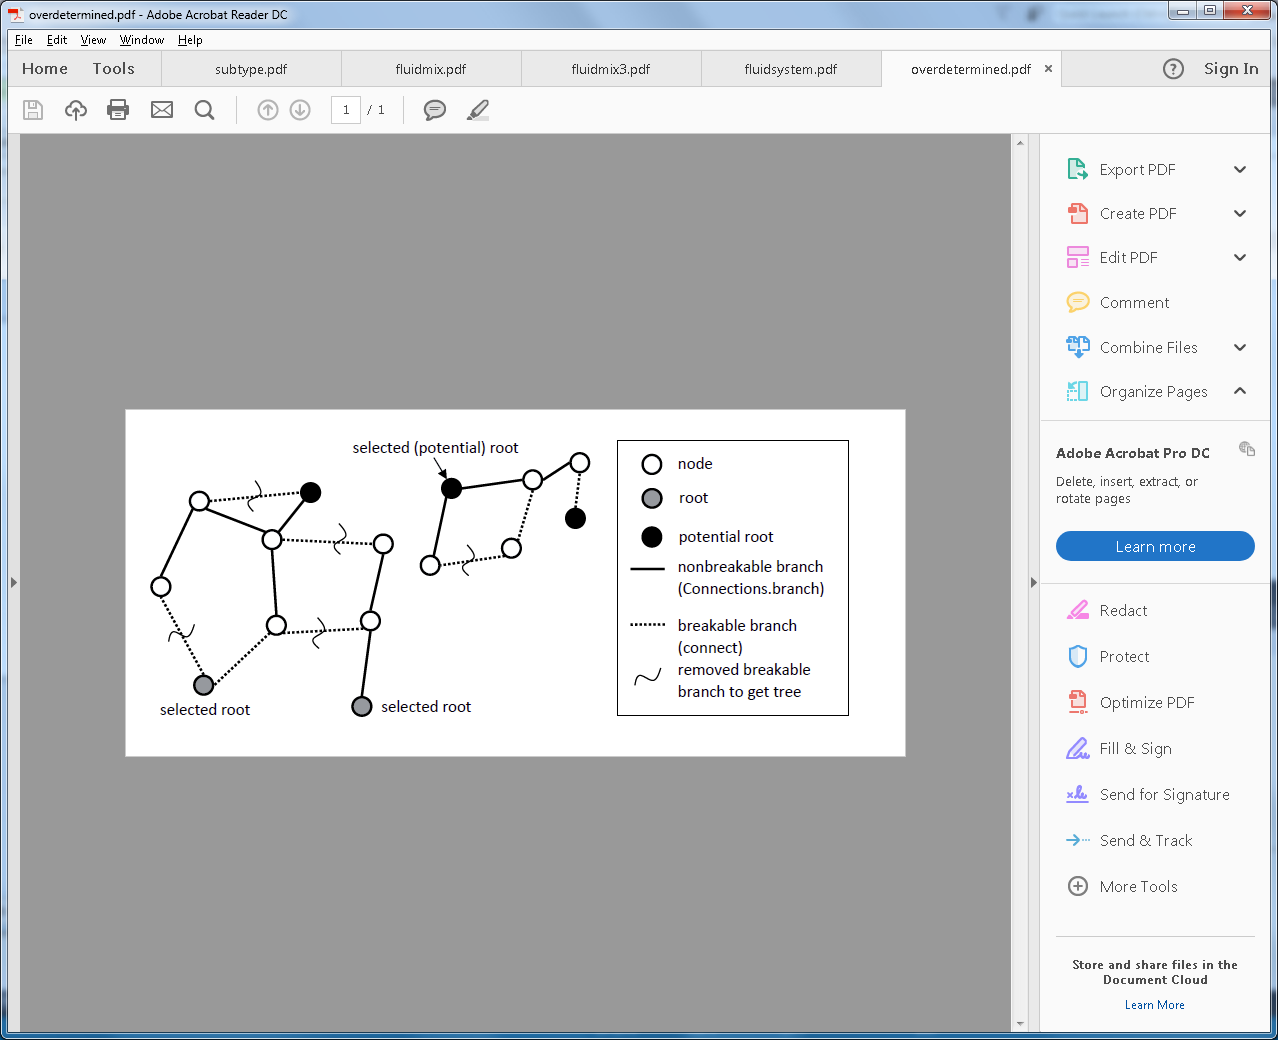 overdetermined.pdf - Adobe Acrobat Reader DC
File Edit View Window Help
Home Tools subtype.pdf fluidmix.pdf fluidmix3.pdf fluidsystem.pdf overdetermined.pdf × ? Sign In
1 / 1
Export PDF
Create PDF
Edit PDF
Comment
Combine Files
Organize Pages
Adobe Acrobat Pro DC
Delete, insert, extract, or
rotate pages
Learn more
Redact
Protect
Optimize PDF
Fill & Sign
Send for Signature
Send & Track
More Tools
Store and share files in the
Document Cloud
Learn More
selected (potential) root
selected root
selected root
node
root
potential root
nonbreakable branch
(Connections.branch)
breakable branch
(connect)
removed breakable
branch to get tree